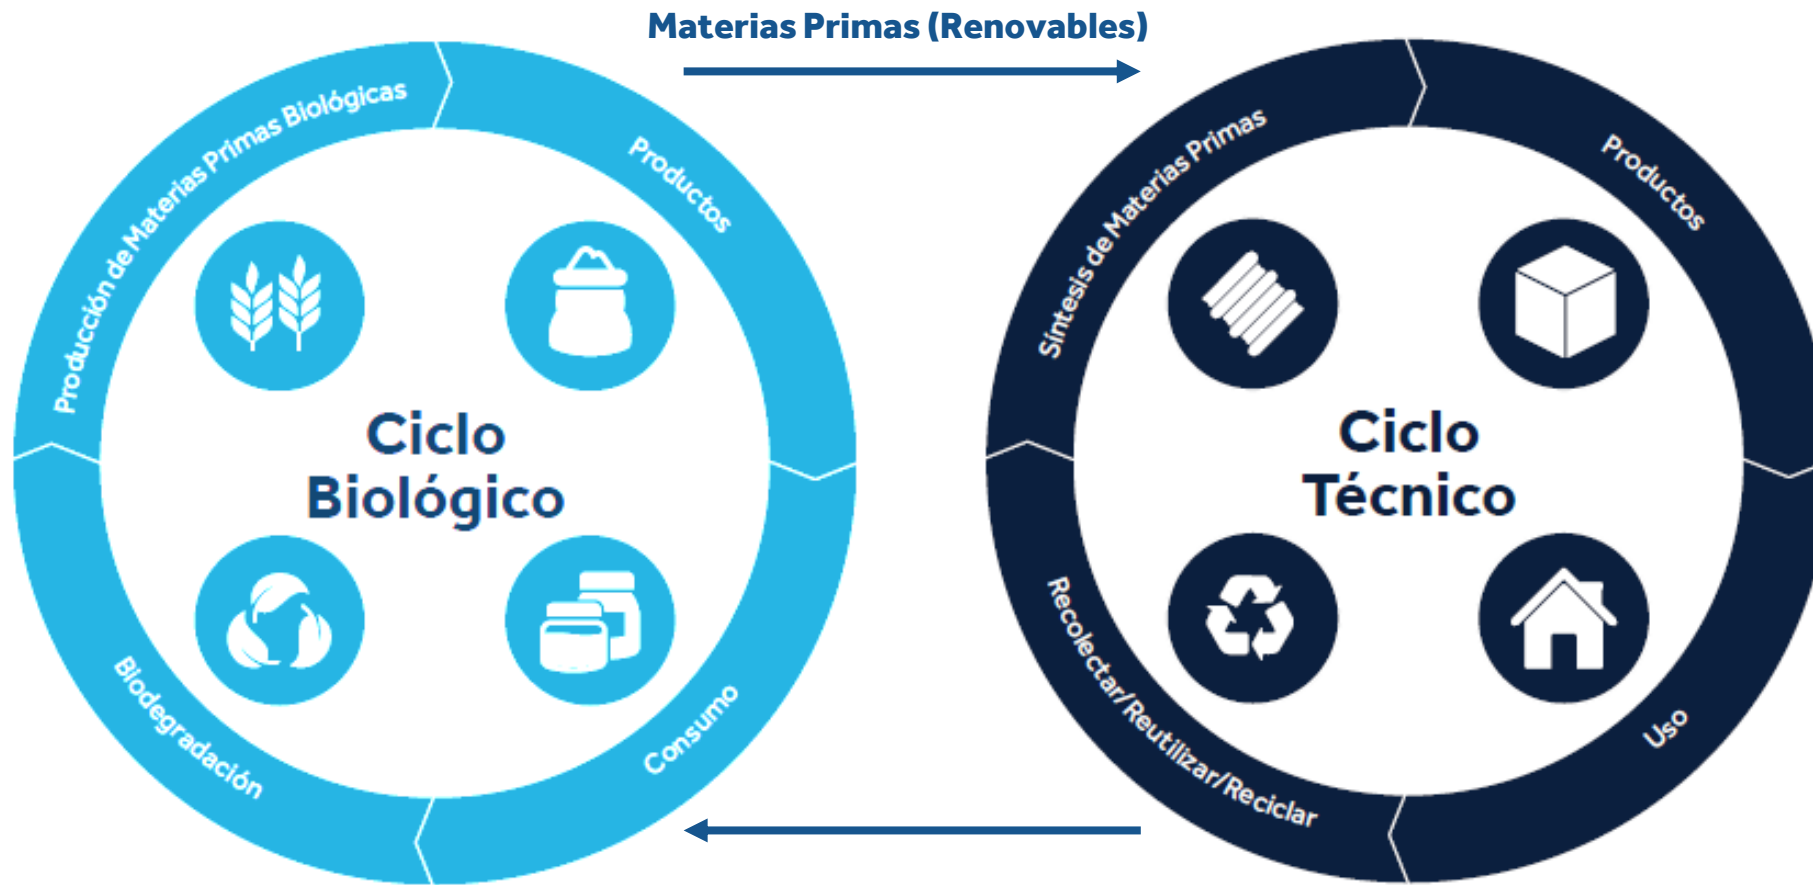 Materias Primas (Renovables)
Producción de Materias Primas Biológicas
Productos
Ciclo
Biológico
Biodegradación
Consumo
Síntesis de Materias Primas
Productos
Ciclo
Técnico
Recolectar/Reutilizar/Reciclar
Uso